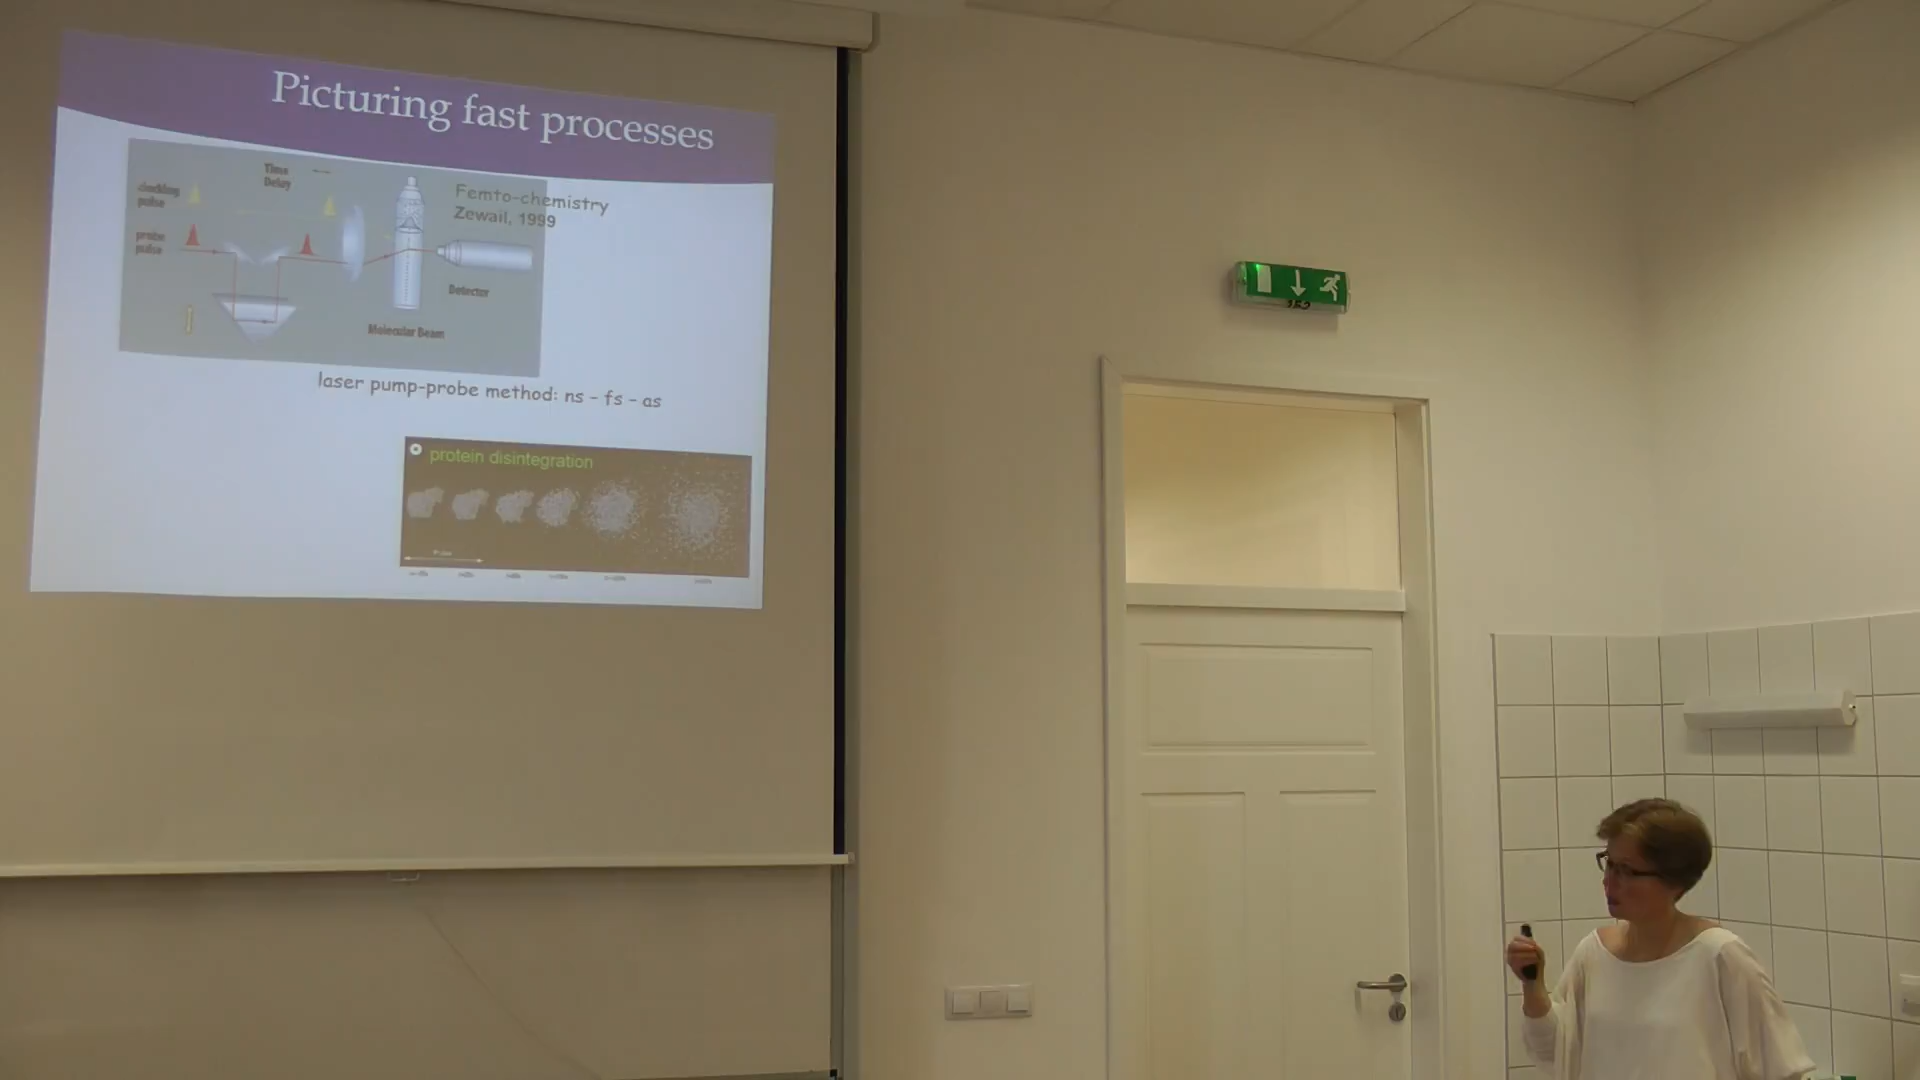 Picturing fast processes
Time
Delay
clocking
pulse
probe
pulse
Femto-chemistry
Zewail, 1999
Detector
Molecular Beam
laser pump-probe method: ns – fs – as
protein disintegration